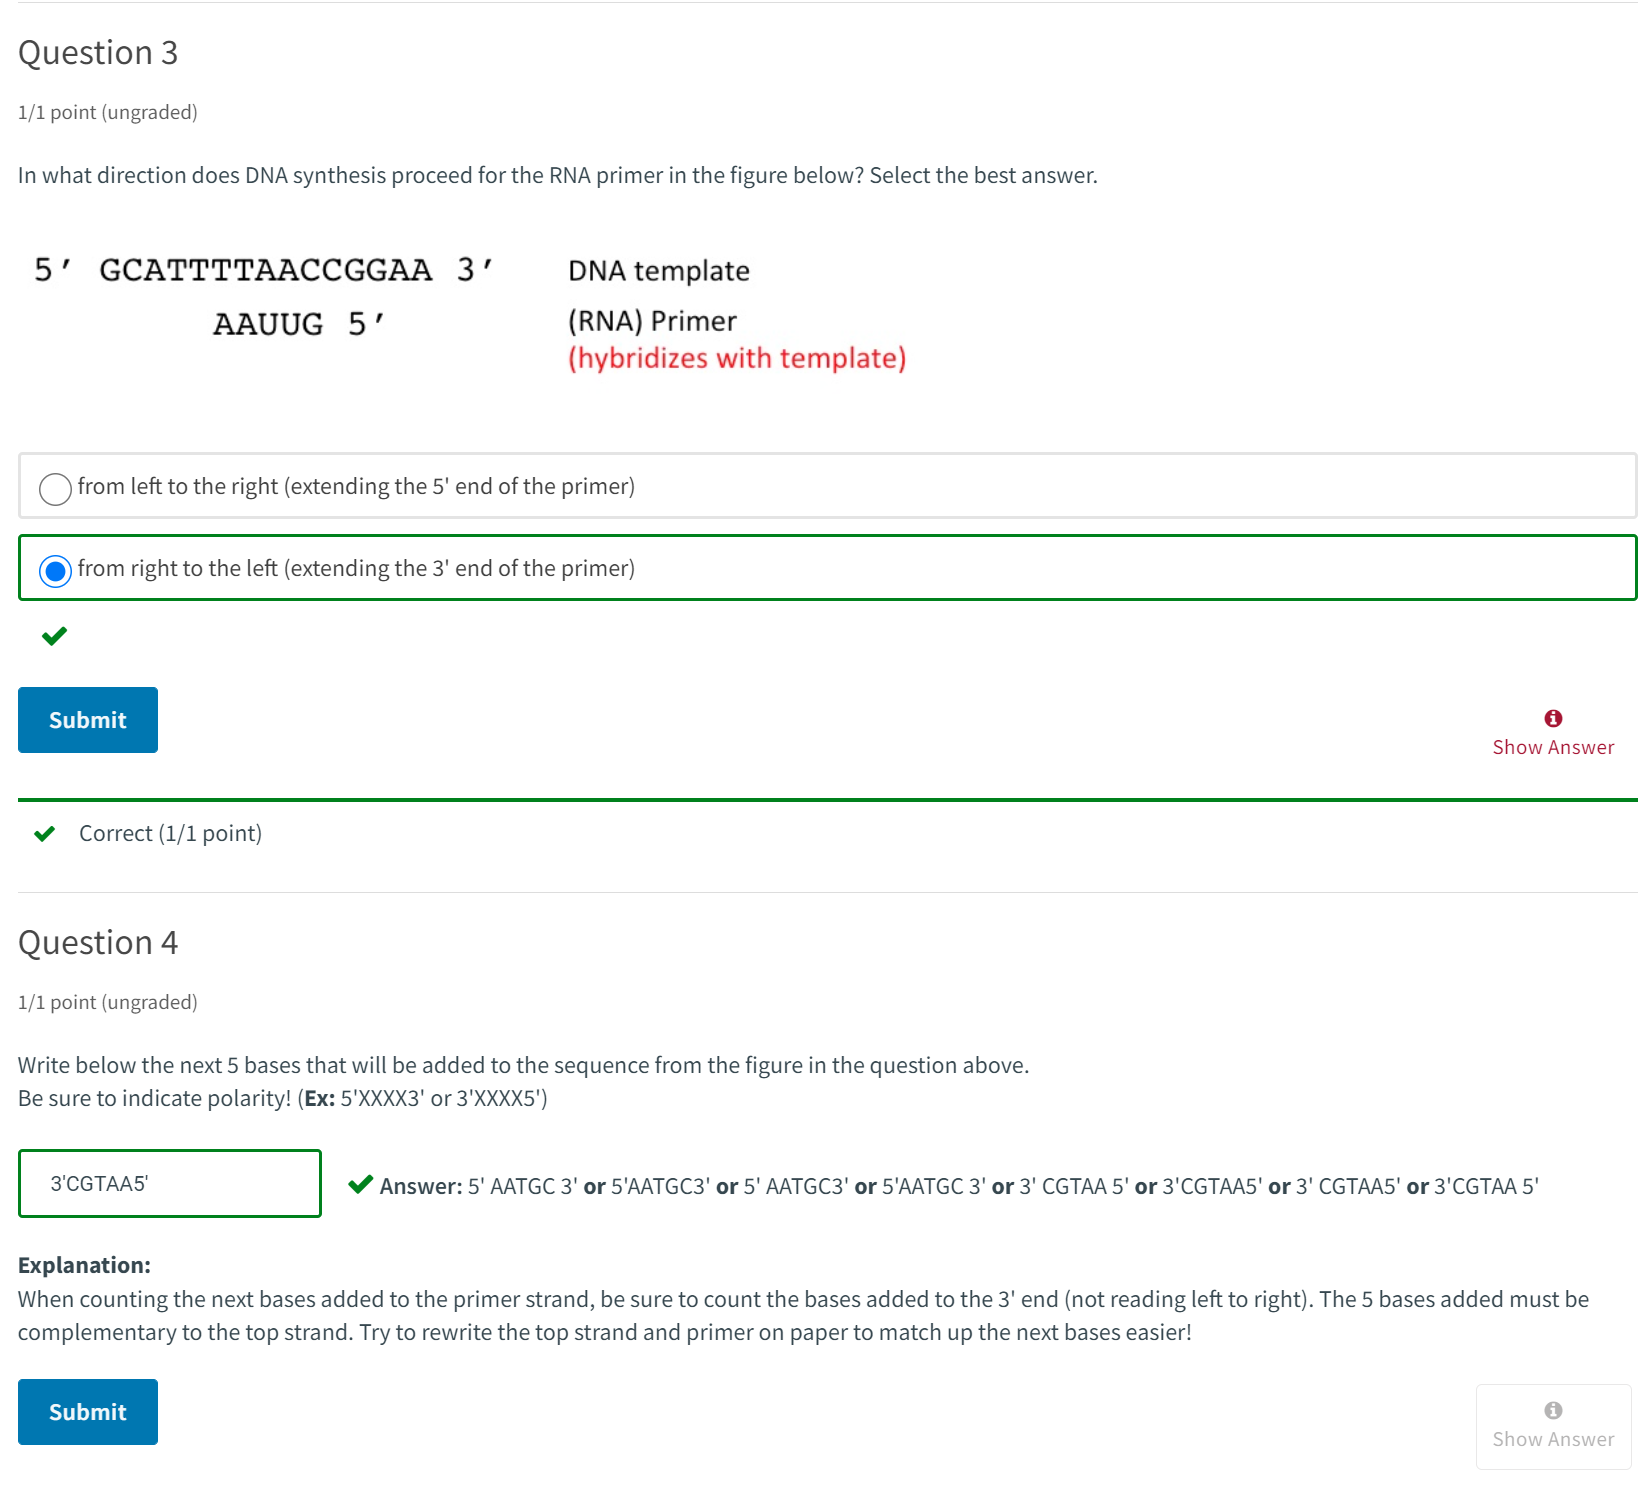 Question 3
1/1 point (ungraded)
In what direction does DNA synthesis proceed for the RNA primer in the figure below? Select the best answer.
5′ GCATTTTAACCGGAA 3′ DNA template
AAUUG 5′ (RNA) Primer
(hybridizes with template)
from left to the right (extending the 5' end of the primer)
from right to the left (extending the 3' end of the primer)
Submit
Show Answer
Correct (1/1 point)
Question 4
1/1 point (ungraded)
Write below the next 5 bases that will be added to the sequence from the figure in the question above.
Be sure to indicate polarity! (Ex: 5'XXXX3' or 3'XXXX5')
3'CGTAA5' Answer: 5' AATGC 3' or 5'AATGC3' or 5' AATGC3' or 5'AATGC 3' or 3' CGTAA 5' or 3'CGTAA5' or 3' CGTAA5' or 3'CGTAA 5'
Explanation:
When counting the next bases added to the primer strand, be sure to count the bases added to the 3' end (not reading left to right). The 5 bases added must be
complementary to the top strand. Try to rewrite the top strand and primer on paper to match up the next bases easier!
Submit
Show Answer